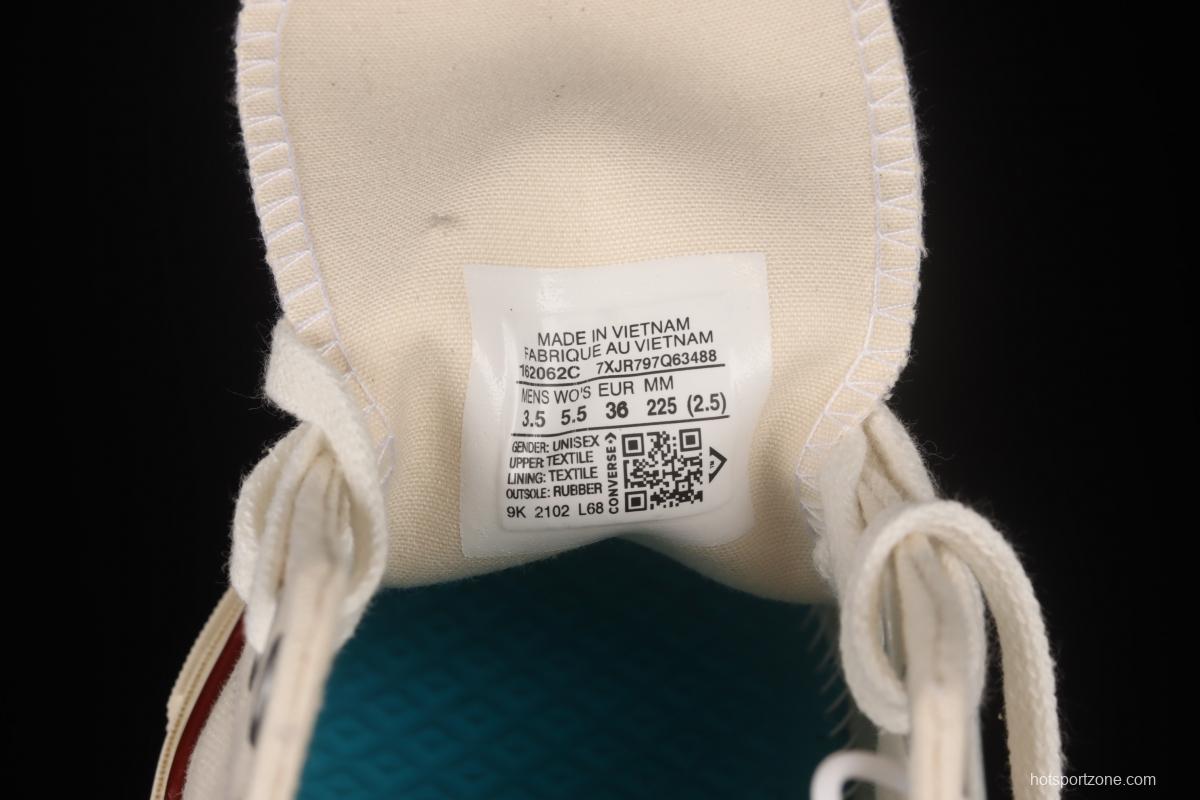 MADE IN VIETNAM
FABRIQUE AU VIETNAM
162062C 7XJR797Q63488
MENS WO'S EUR MM
3.5 5.5 36 225 (2.5)
GENDER: UNISEX
UPPER: TEXTILE
LINING: TEXTILE
OUTSOLE: RUBBER
9K 2102 L68
CONVERSE
P
hotsportzone.com